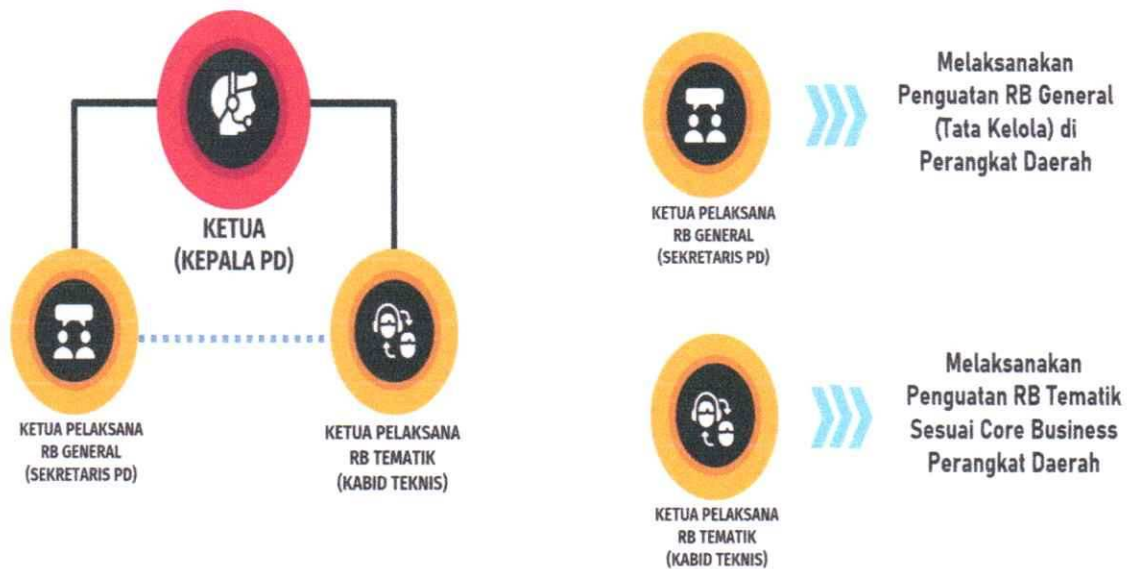 KETUA
(KEPALA PD)
KETUA PELAKSANA
RB GENERAL
(SEKRETARIS PD)
KETUA PELAKSANA
RB TEMATIK
(KABID TEKNIS)
KETUA PELAKSANA
RB GENERAL
(SEKRETARIS PD)
Melaksanakan
Penguatan RB General
(Tata Kelola) di
Perangkat Daerah
KETUA PELAKSANA
RB TEMATIK
(KABID TEKNIS)
Melaksanakan
Penguatan RB Tematik
Sesuai Core Business
Perangkat Daerah